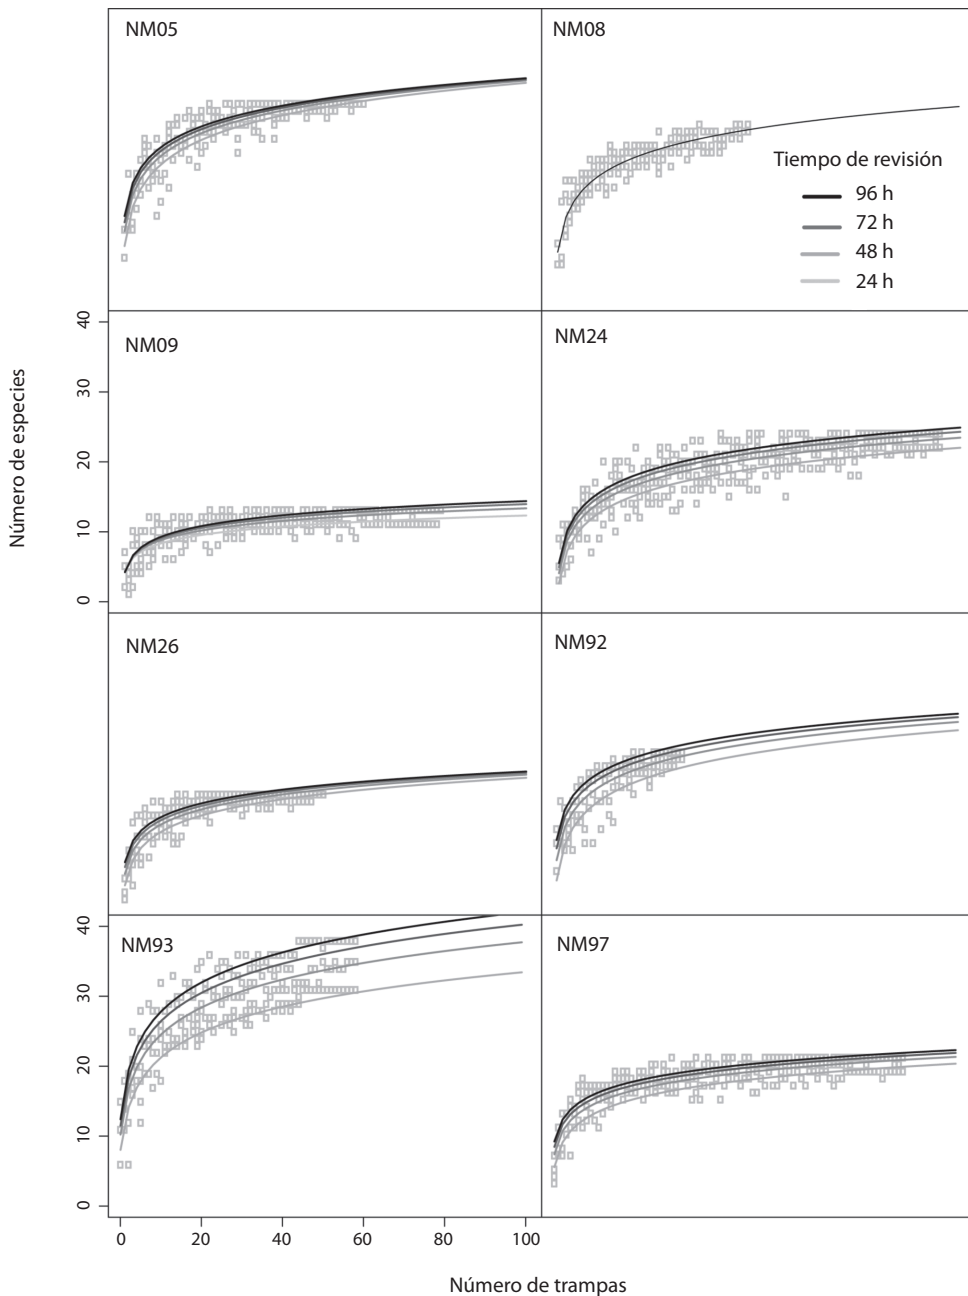 NM05
NM08
Tiempo de revisión
96 h
72 h
48 h
24 h
NM09
NM24
40
30
20
10
0
Número de especies
NM26
NM92
NM93
NM97
40
30
20
10
0
0 20 40 60 80 100
Número de trampas